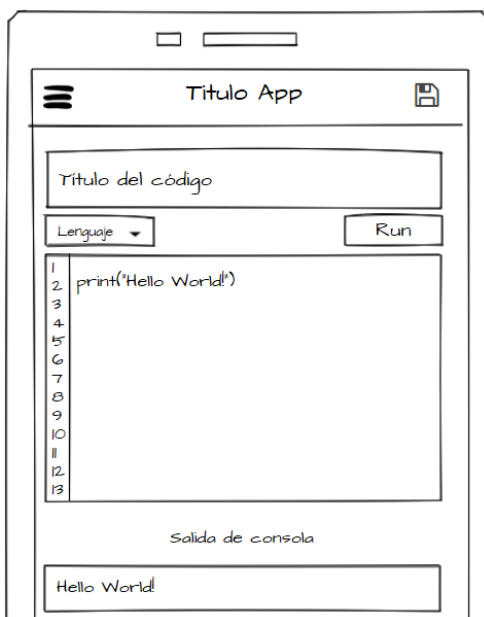 Titulo App
Título del código
Lenguaje
Run
1
2 print("Hello World!")
3
4
5
6
7
8
9
10
11
12
13
Salida de consola
Hello World!